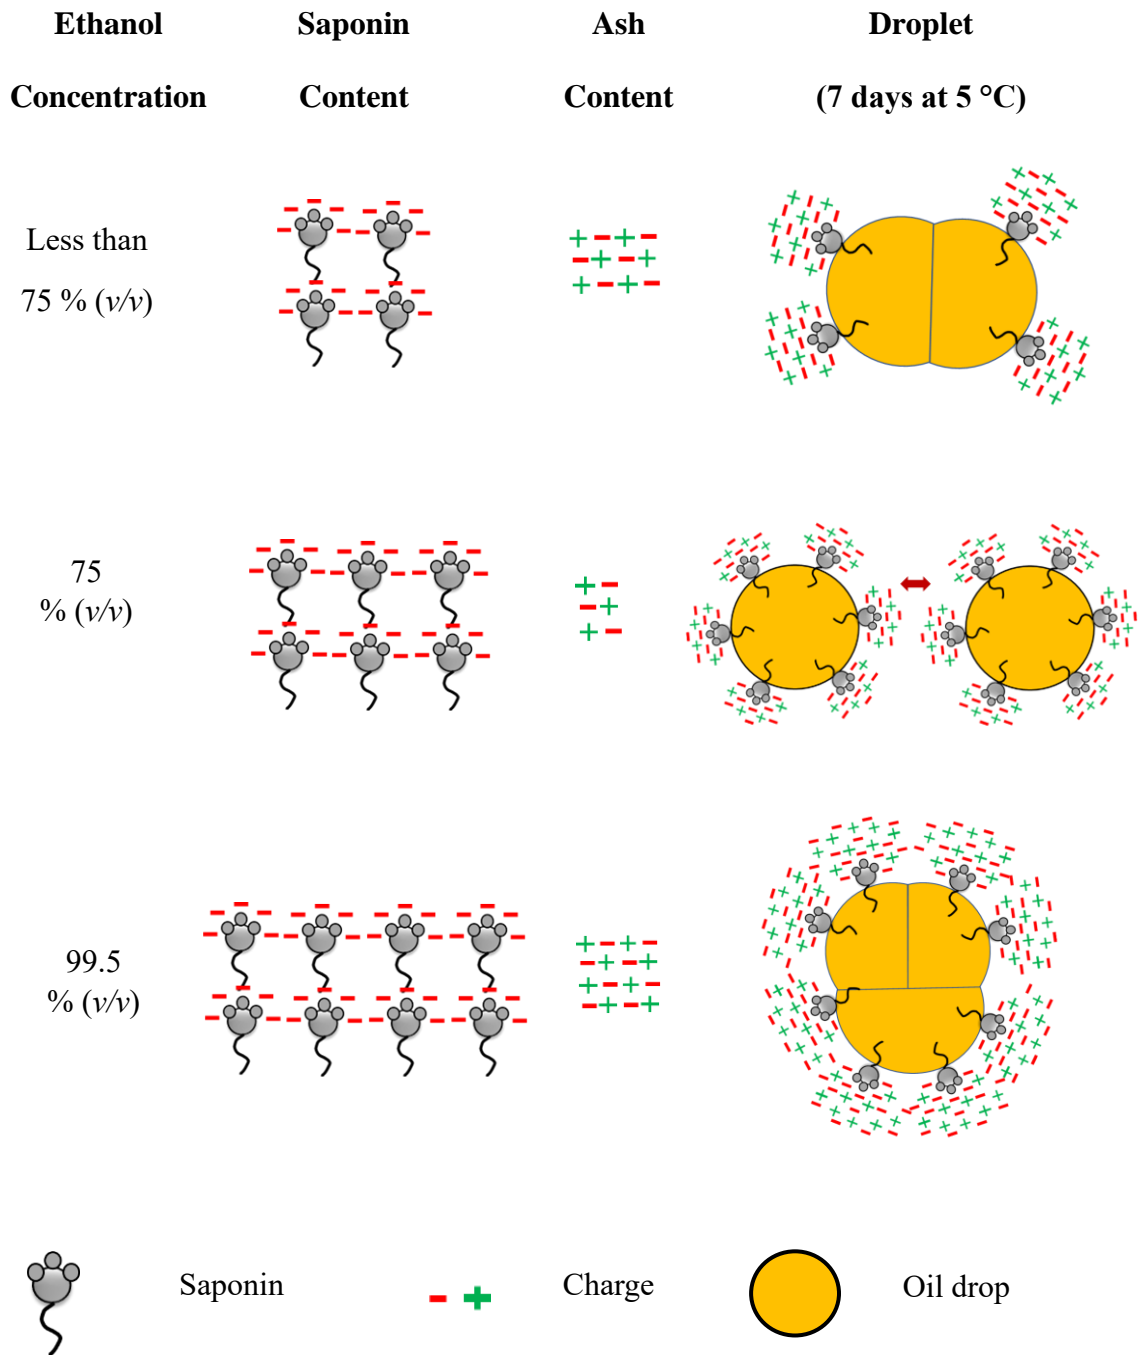 Ethanol Saponin Ash Droplet
Concentration Content Content (7 days at 5 °C)
Less than
75 % (v/v)
75
% (v/v)
99.5
% (v/v)
Saponin Charge Oil drop